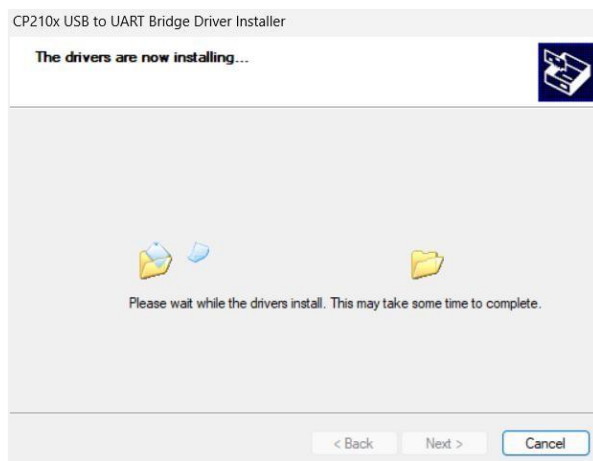 CP210x USB to UART Bridge Driver Installer
The drivers are now installing...
Please wait while the drivers install. This may take some time to complete.
< Back
Next >
Cancel